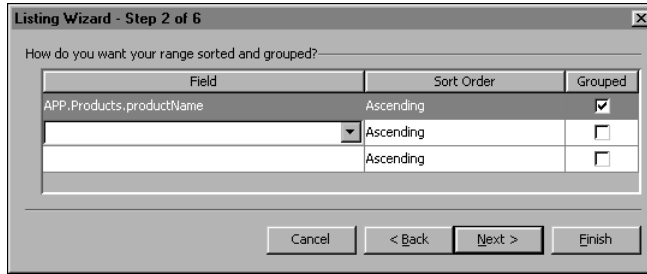 Listing Wizard - Step 2 of 6
How do you want your range sorted and grouped?
Field Sort Order Grouped
APP.Products.productName Ascending
Ascending
Ascending
Cancel < Back Next > Finish